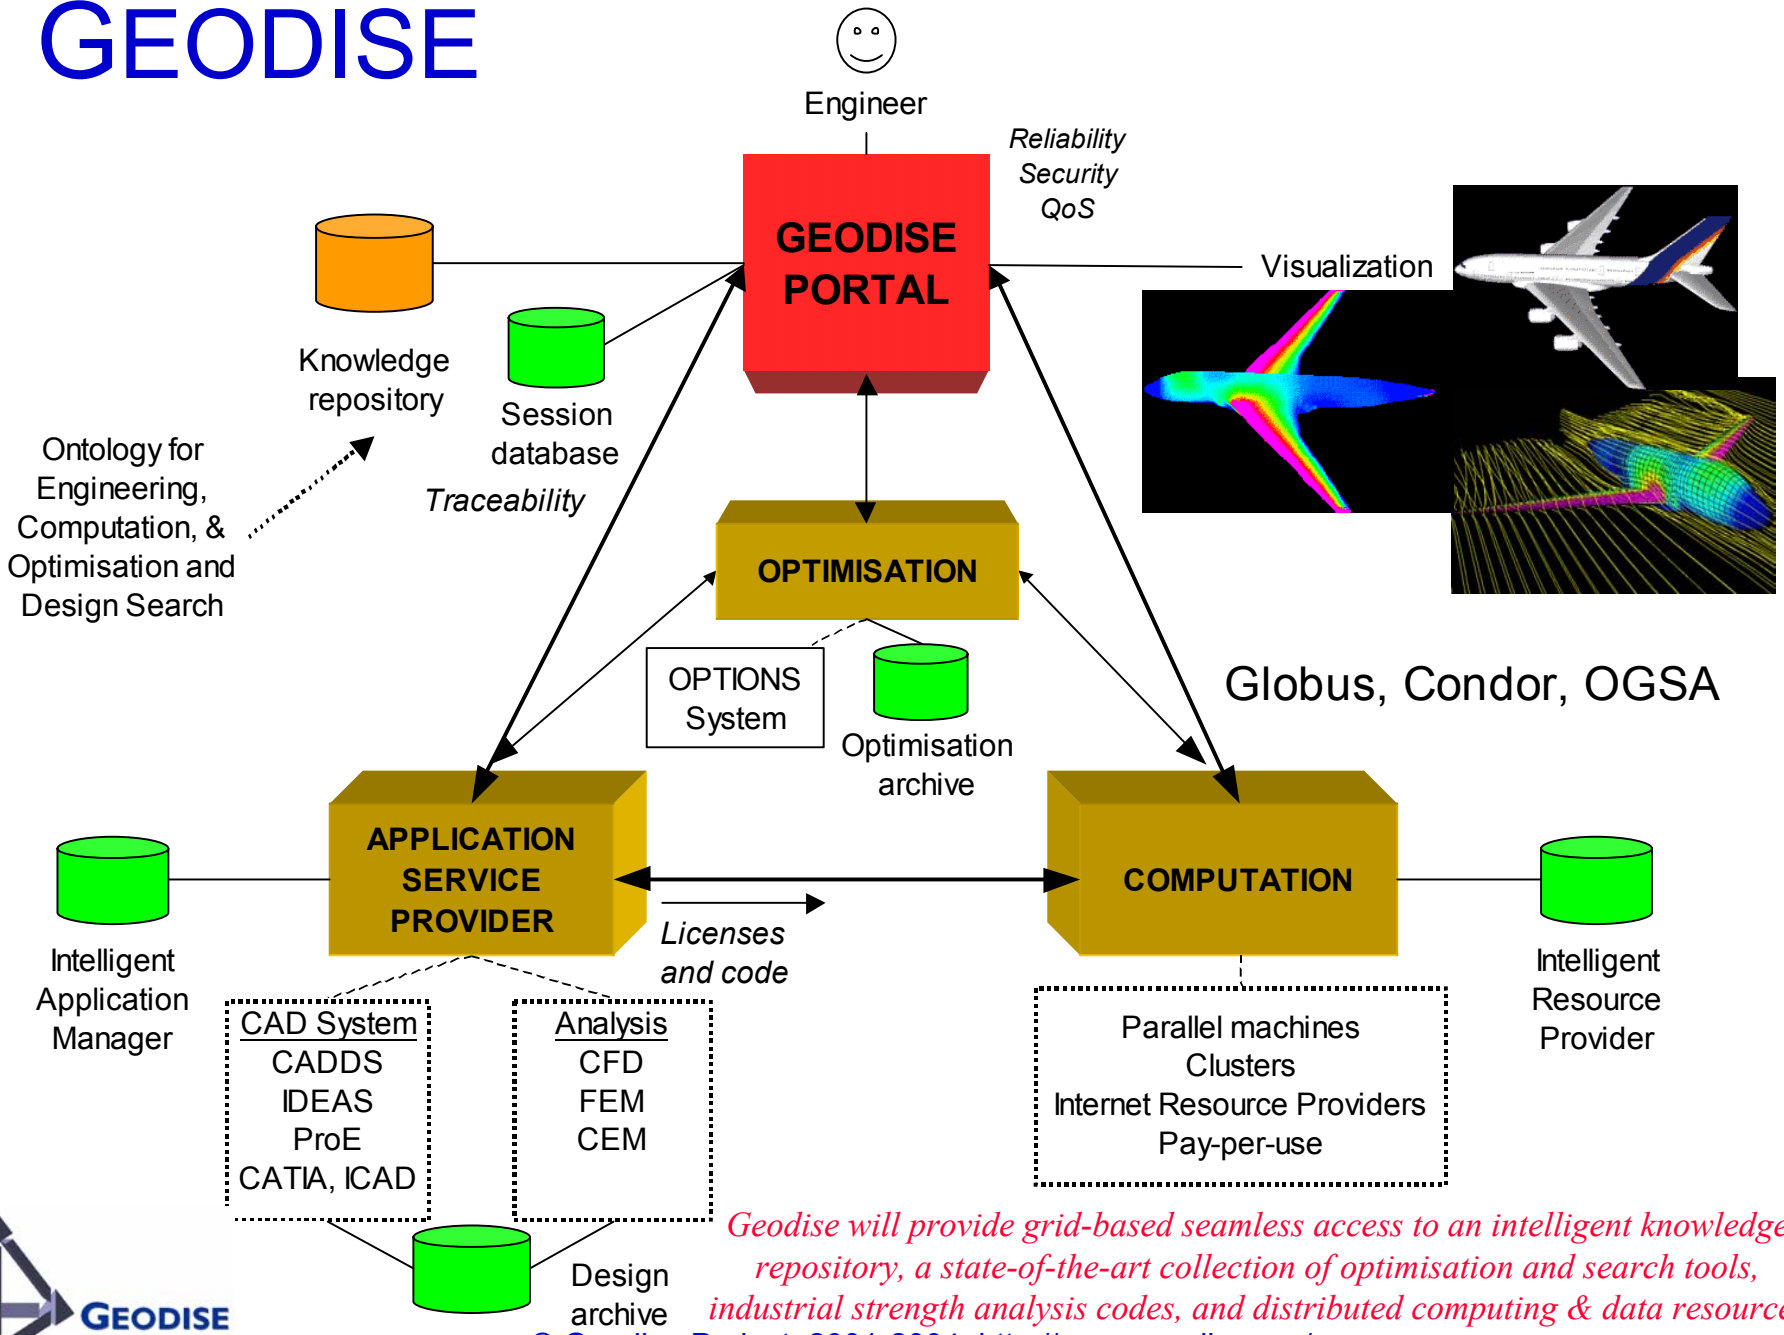 GEODISE
Engineer
Reliability
Security
QoS
GEODISE
PORTAL
Visualization
Knowledge
repository
Session
database
Traceability
Ontology for
Engineering,
Computation, &
Optimisation and
Design Search
OPTIMISATION
OPTIONS
System
Optimisation
archive
Globus, Condor, OGSA
APPLICATION
SERVICE
PROVIDER
COMPUTATION
Licenses
and code
Intelligent
Application
Manager
Intelligent
Resource
Provider
CAD System
CADDS
IDEAS
ProE
CATIA, ICAD
Analysis
CFD
FEM
CEM
Parallel machines
Clusters
Internet Resource Providers
Pay-per-use
Design
archive
Geodise will provide grid-based seamless access to an intelligent knowledge
repository, a state-of-the-art collection of optimisation and search tools,
industrial strength analysis codes, and distributed computing & data resource
GEODISE